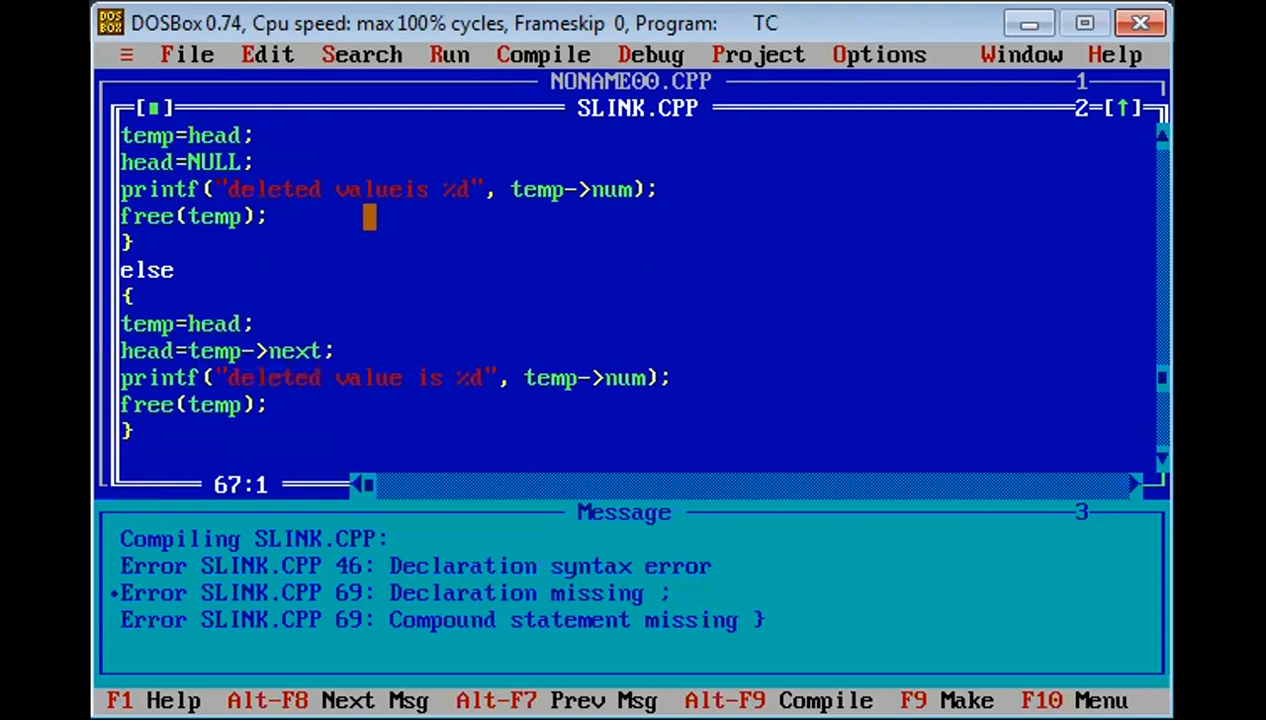 DOS BOX DOSBox 0.74, Cpu speed: max 100% cycles, Frameskip 0, Program: TC
≡ File Edit Search Run Compile Debug Project Options Window Help
NONAME00.CPP 1
[■] SLINK.CPP 2=[↑]
temp=head;
head=NULL;
printf("deleted valueis %d", temp->num);
free(temp);
}
else
{
temp=head;
head=temp->next;
printf("deleted value is %d", temp->num);
free(temp);
}
67:1
Message 3
Compiling SLINK.CPP:
Error SLINK.CPP 46: Declaration syntax error
•Error SLINK.CPP 69: Declaration missing ;
Error SLINK.CPP 69: Compound statement missing }
F1 Help Alt-F8 Next Msg Alt-F7 Prev Msg Alt-F9 Compile F9 Make F10 Menu